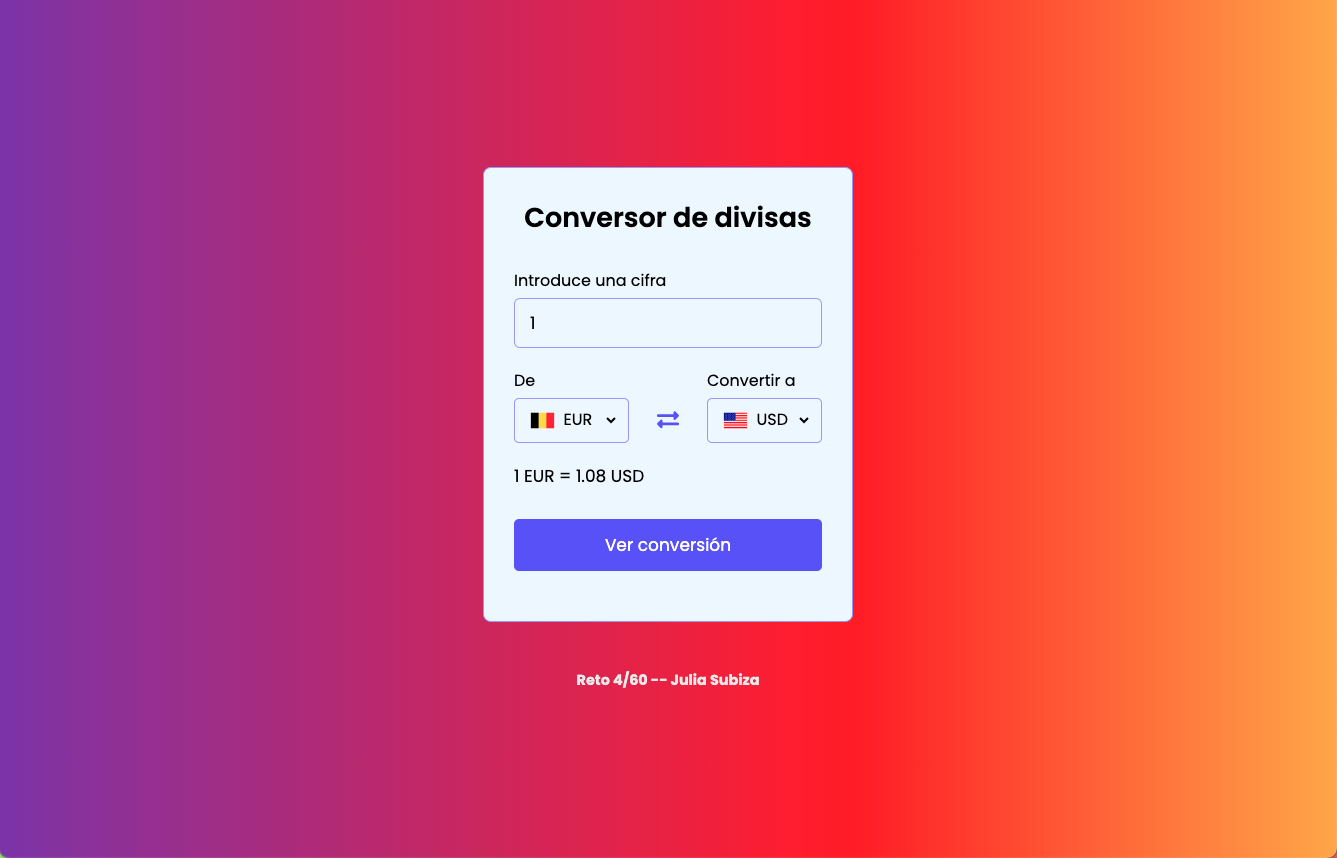 Conversor de divisas
Introduce una cifra
1
De
Convertir a
EUR
USD
1 EUR = 1.08 USD
Ver conversión
Reto 4/60 -- Julia Subiza